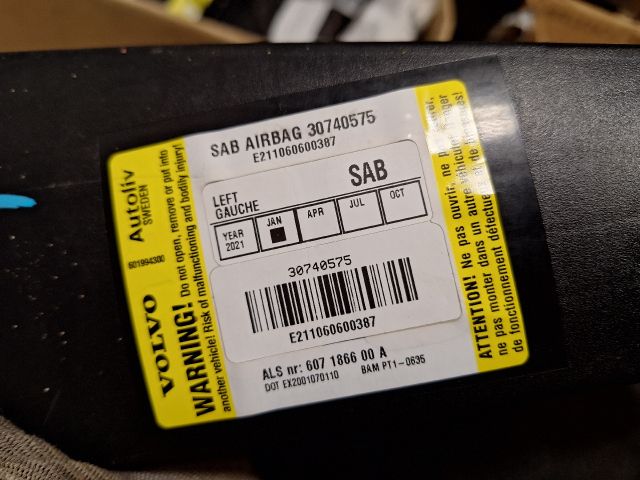 SAB AIRBAG 30740575
E211060600387
LEFT
GAUCHE
SAB
YEAR
2021
JAN
APR
JUL
OCT
30740575
E211060600387
ALS nr: 607 1866 00 A
DOT EX2001070110
BAM PT1-0635
VOLVO
601994300
Autoliv
SWEDEN
WARNING! Do not open, remove or put into
another vehicle! Risk of malfunctioning and bodily injury!
ATTENTION! Ne pas ouvrir, ne pas
ne pas monter dans un autre véhicule!
de fonctionnement